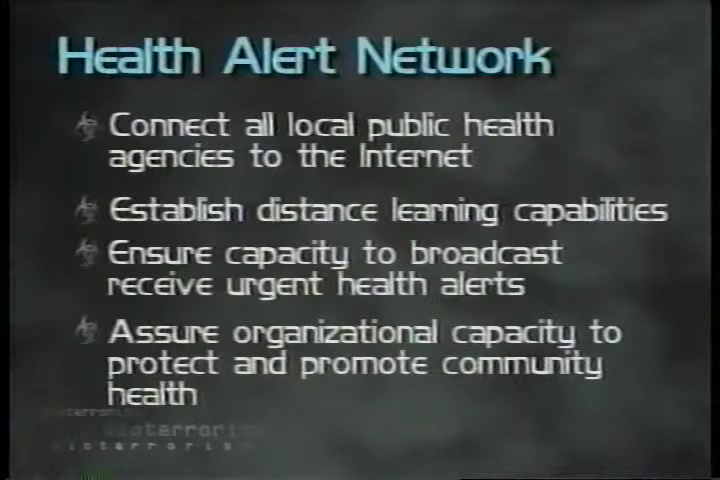 Health Alert Network
Connect all local public health
agencies to the Internet
Establish distance learning capabilities
Ensure capacity to broadcast
receive urgent health alerts
Assure organizational capacity to
protect and promote community
health